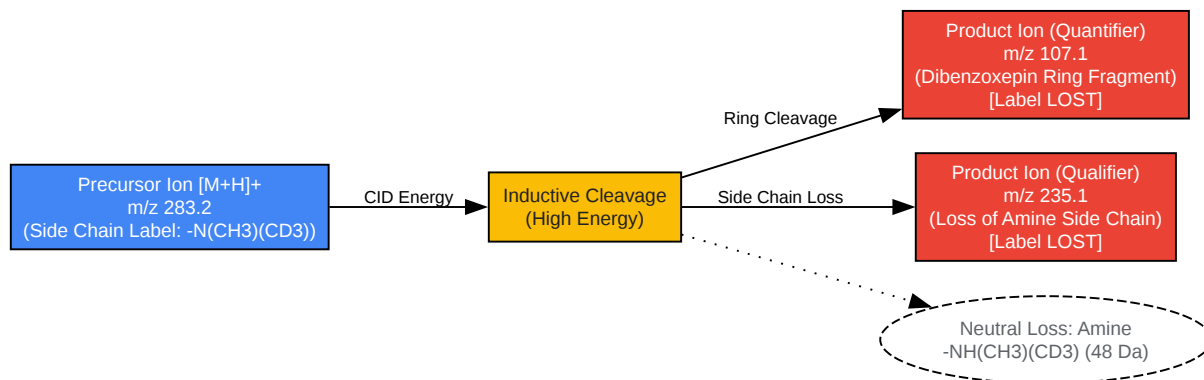 Product Ion (Quantifier)
m/z 107.1
(Dibenzoxepin Ring Fragment)
[Label LOST]
Ring Cleavage
Precursor Ion [M+H]+
m/z 283.2
(Side Chain Label: -N(CH3)(CD3))
CID Energy
Inductive Cleavage
(High Energy)
Side Chain Loss
Product Ion (Qualifier)
m/z 235.1
(Loss of Amine Side Chain)
[Label LOST]
Neutral Loss: Amine
-NH(CH3)(CD3) (48 Da)